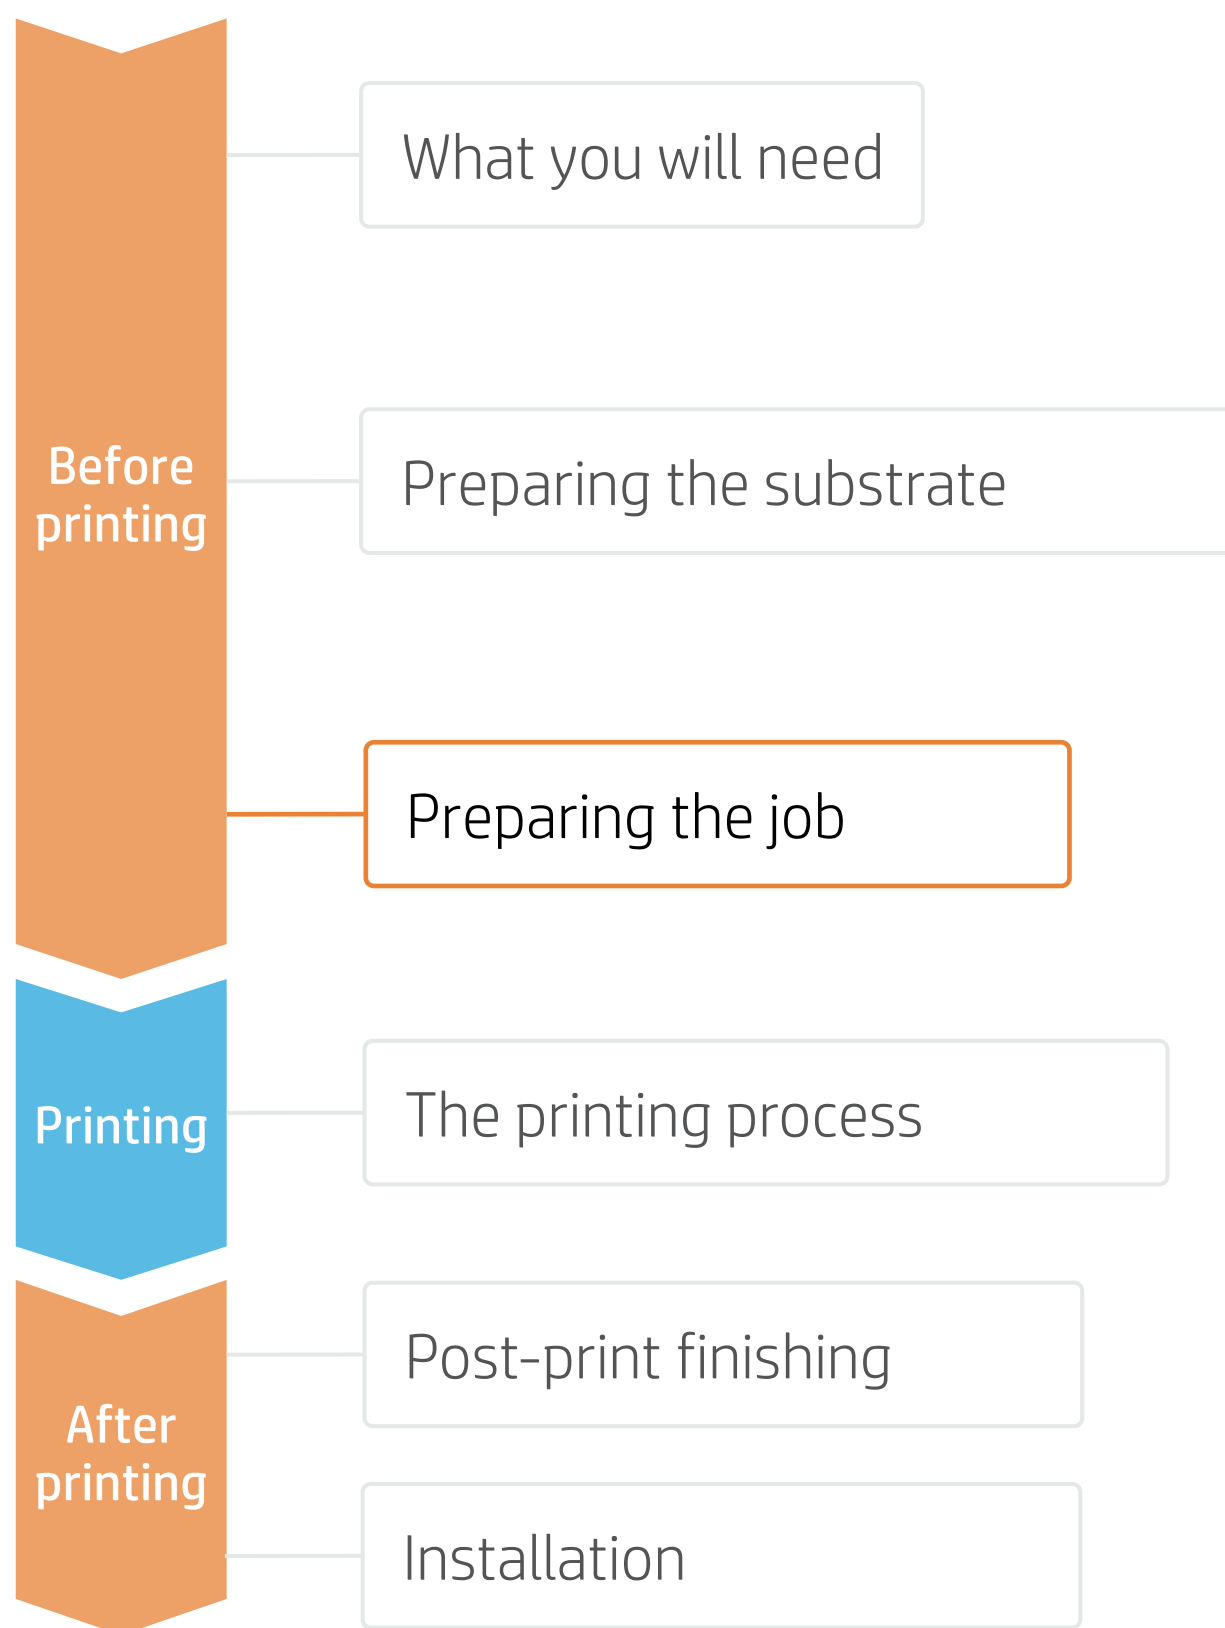 What you will need
Before
printing
Preparing the substrate
Preparing the job
Printing
The printing process
After
printing
Post-print finishing
Installation